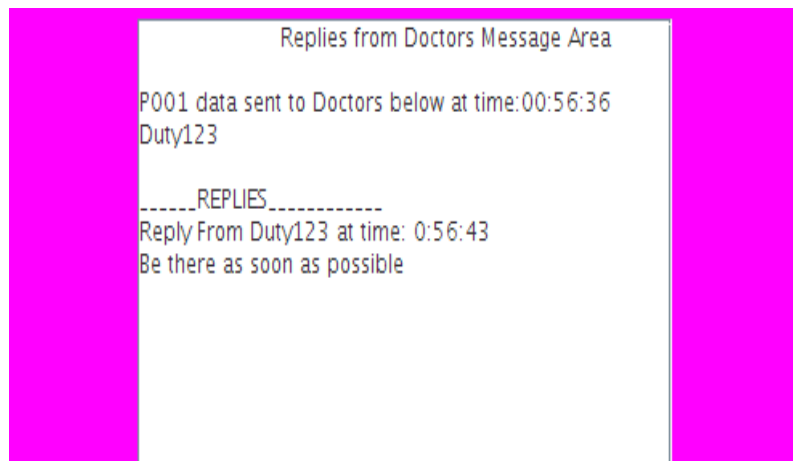 Replies from Doctors Message Area
P001 data sent to Doctors below at time:00:56:36
Duty123
______REPLIES____________
Reply From Duty123 at time: 0:56:43
Be there as soon as possible